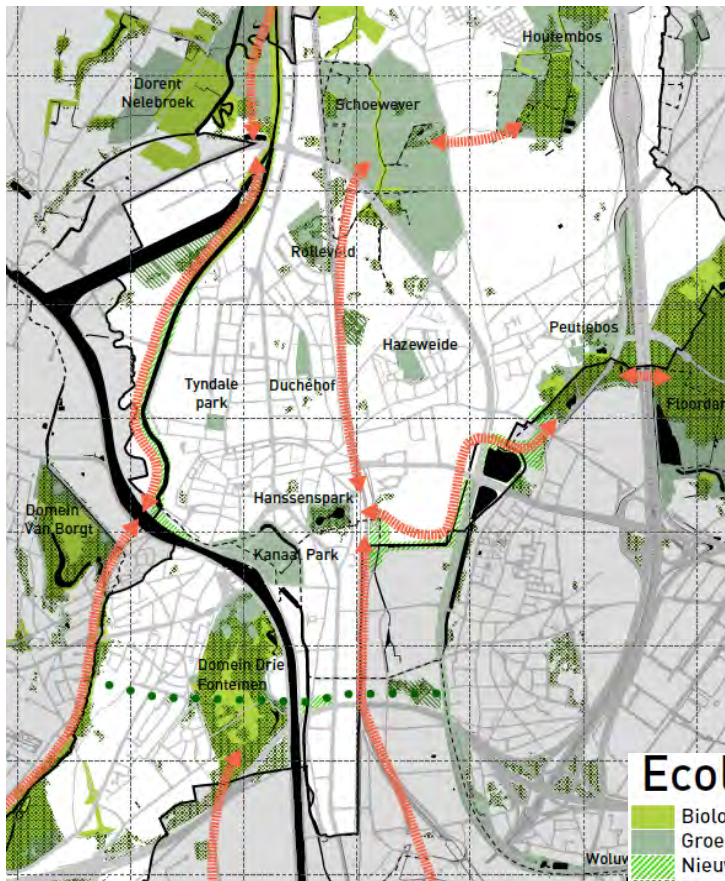 Houtembos
Dorent
Nelebroek
Schoewever
Rotleveld
Peutiebos
Hazeweide
Tyndale
park
Duchéhof
Floordam
Hanssenspark
Domein
Van Borgt
Kanaal Park
Domein Drie
Fonteinen
Ecol
Biolo
Groe
Nieuw
Woluw